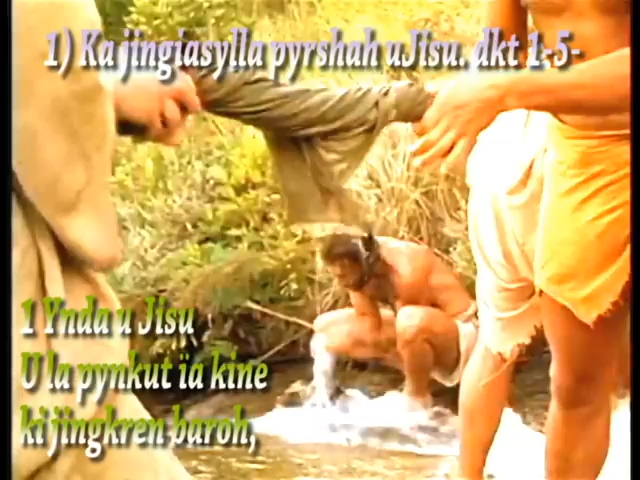 1) Ka jingiasylla pyrshah uJisu. dkt 1-5-
1 Ynda u Jisu
U la pynkut ïa kine
ki jingkren baroh,